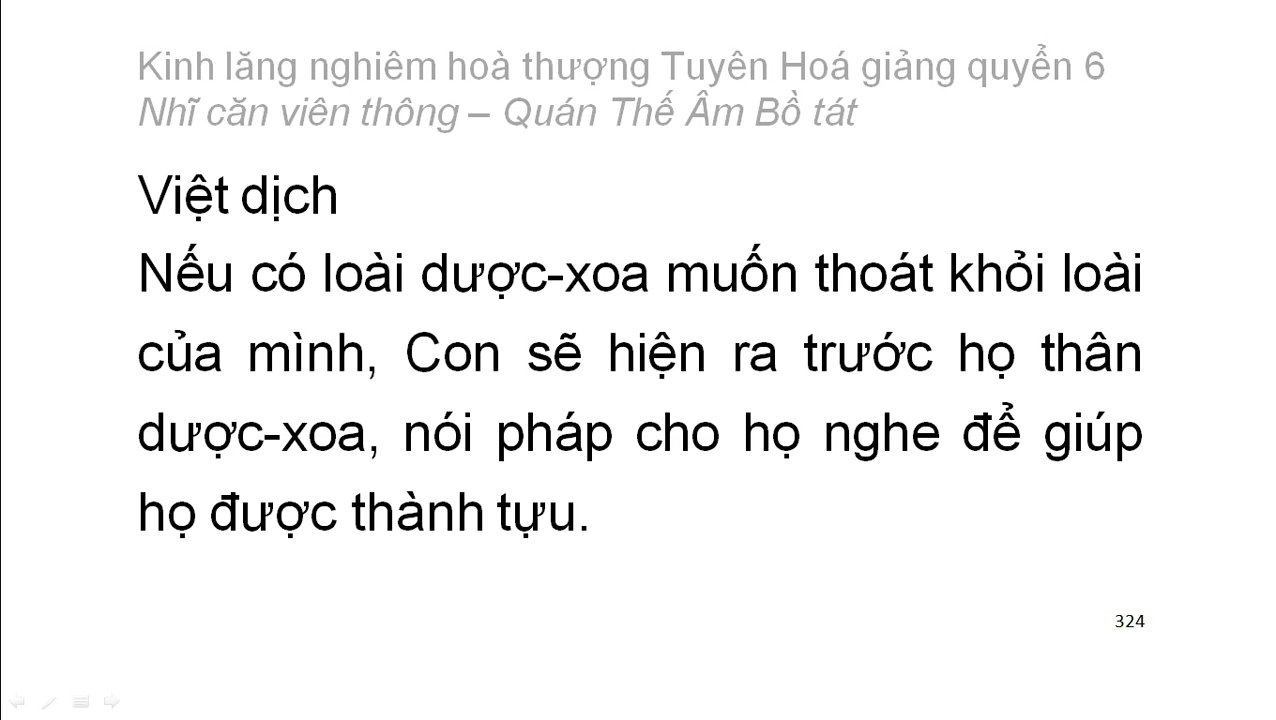 Kinh lăng nghiêm hoà thượng Tuyên Hoá giảng quyển 6
Nhĩ căn viên thông – Quán Thế Âm Bồ tát
Việt dịch
Nếu có loài dược-xoa muốn thoát khỏi loài
của mình, Con sẽ hiện ra trước họ thân
dược-xoa, nói pháp cho họ nghe để giúp
họ được thành tựu.
324